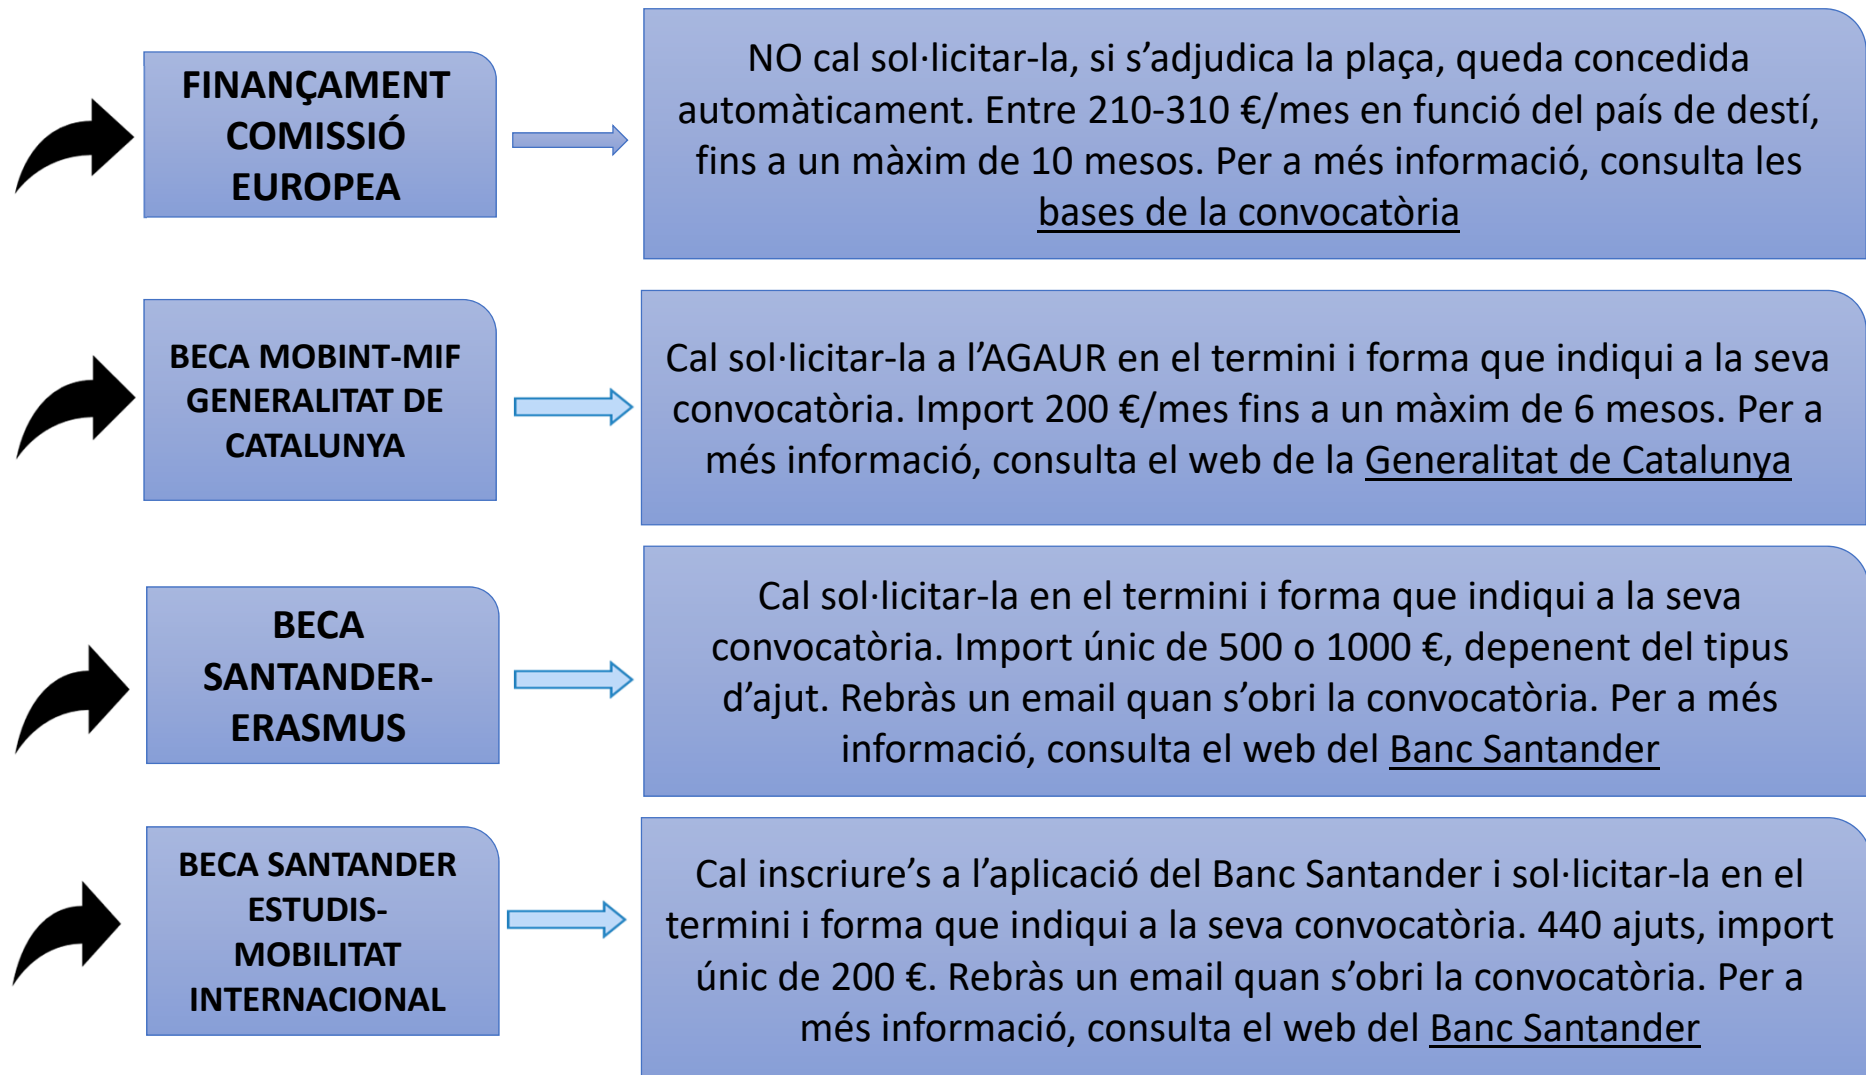 FINANÇAMENT
COMISSIÓ
EUROPEA
NO cal sol·licitar-la, si s’adjudica la plaça, queda concedida
automàticament. Entre 210-310 €/mes en funció del país de destí,
fins a un màxim de 10 mesos. Per a més informació, consulta les
bases de la convocatòria
BECA MOBINT-MIF
GENERALITAT DE
CATALUNYA
Cal sol·licitar-la a l’AGAUR en el termini i forma que indiqui a la seva
convocatòria. Import 200 €/mes fins a un màxim de 6 mesos. Per a
més informació, consulta el web de la Generalitat de Catalunya
BECA
SANTANDER-
ERASMUS
Cal sol·licitar-la en el termini i forma que indiqui a la seva
convocatòria. Import únic de 500 o 1000 €, depenent del tipus
d’ajut. Rebràs un email quan s’obri la convocatòria. Per a més
informació, consulta el web del Banc Santander
BECA SANTANDER
ESTUDIS-
MOBILITAT
INTERNACIONAL
Cal inscriure’s a l’aplicació del Banc Santander i sol·licitar-la en el
termini i forma que indiqui a la seva convocatòria. 440 ajuts, import
únic de 200 €. Rebràs un email quan s’obri la convocatòria. Per a
més informació, consulta el web del Banc Santander